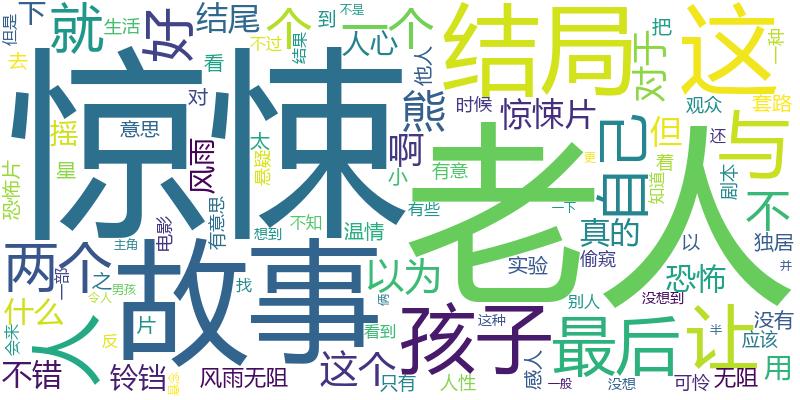 但是
下
就
好
结尾
个
到
一个
不是
生活
不过
结果
人心
去
看
他人
结局
对于
把
这
一种
惊悚
对
熊
时候
惊悚片
观众
套路
恐怖片
摇
意思
太
悬疑
啊
老人
自己
但
还
与
星
风雨
小
有意
知道
着
剧本
不
有意思
不知
有些
更
一下
真的
以
独居
两个
一部
主角
电影
故事
想到
温情
以为
实验
偷窥
恐怖
并
之
令人
男孩
找
俩
什么
人
片
看到
孩子
这种
别人
没想到
最后
让
半
没有
应该
会来
反
不错
铃铛
风雨无阻
这个
只有
人性
一般
感人
没想
可怜
无阻
用